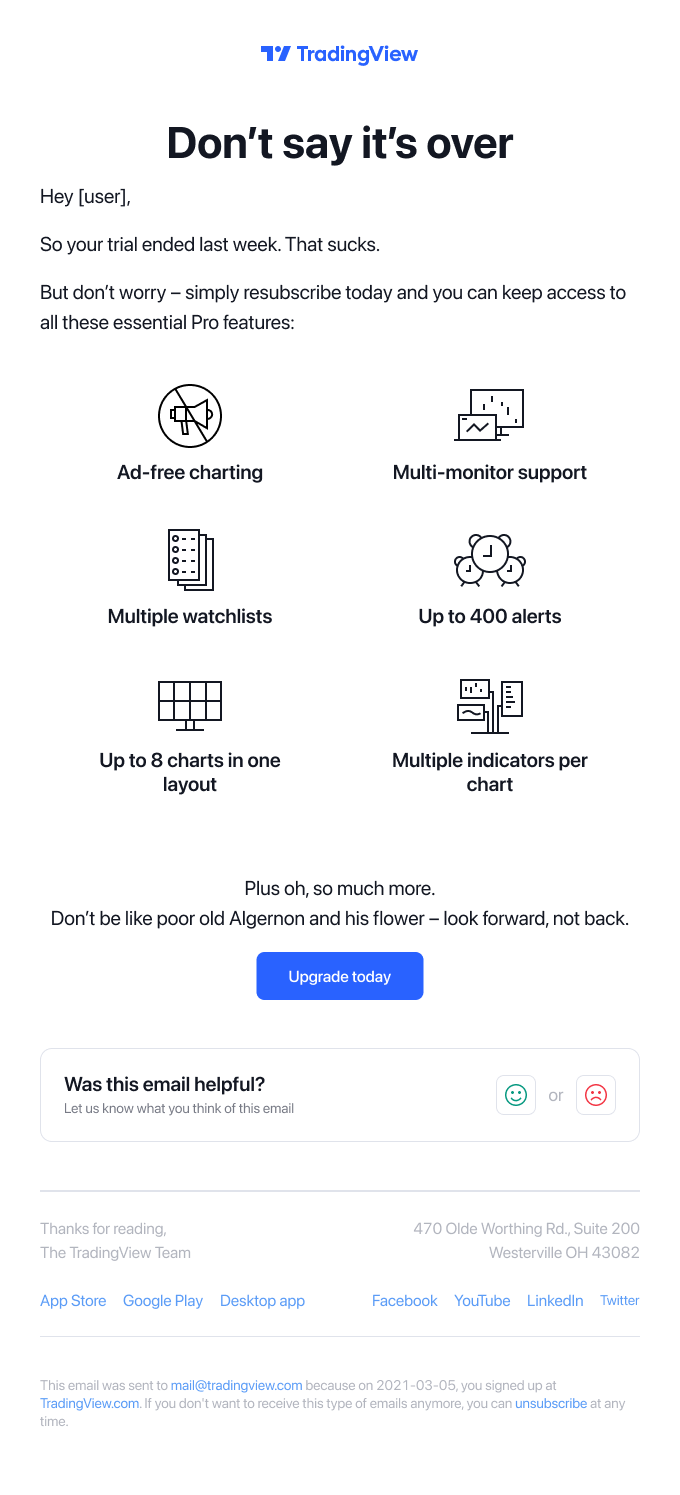 TradingView
Don’t say it’s over
Hey [user],
So your trial ended last week. That sucks.
But don’t worry – simply resubscribe today and you can keep access to
all these essential Pro features:
Ad-free charting
Multi-monitor support
Multiple watchlists
Up to 400 alerts
Up to 8 charts in one
layout
Multiple indicators per
chart
Plus oh, so much more.
Don’t be like poor old Algernon and his flower – look forward, not back.
Upgrade today
Was this email helpful?
Let us know what you think of this email
or
Thanks for reading,
The TradingView Team
470 Olde Worthing Rd., Suite 200
Westerville OH 43082
App Store Google Play Desktop app
Facebook YouTube LinkedIn Twitter
This email was sent to mail@tradingview.com because on 2021-03-05, you signed up at
TradingView.com. If you don't want to receive this type of emails anymore, you can unsubscribe at any
time.